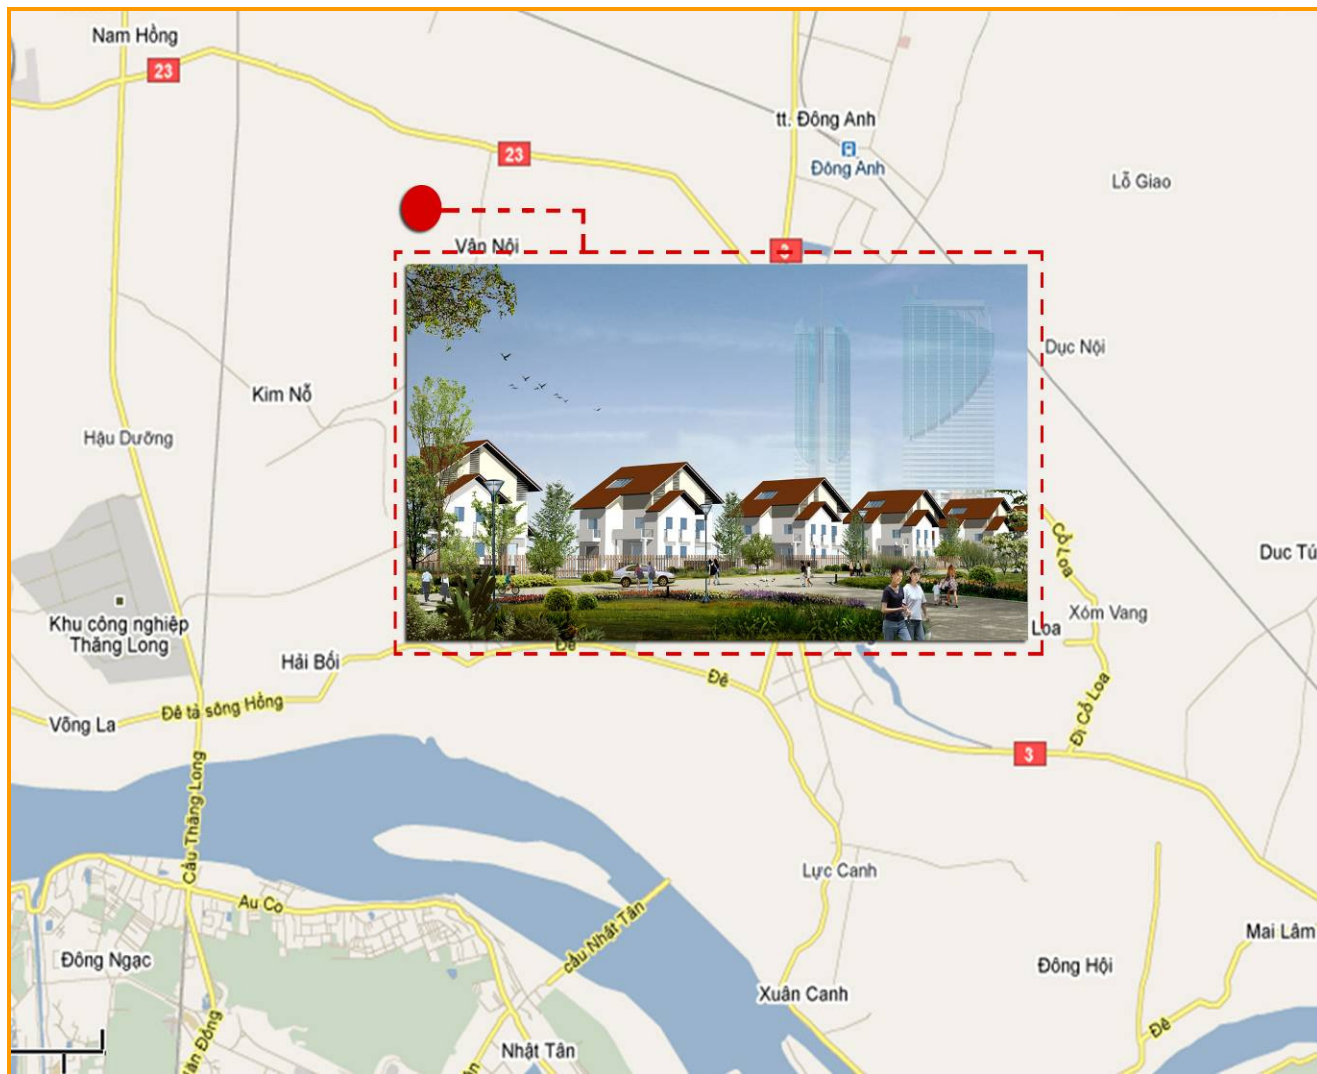 Nam Hồng
23
tt. Đông Anh
Đông Anh
23
Lỗ Giao
Vân Nội
3
Dục Nội
Kim Nỗ
Hậu Dưỡng
Cổ Loa
Duc Tú
Khu công nghiệp
Thăng Long
Xóm Vang
Loa
Hải Bối
Đê
Đê
Đê tả sông Hồng
Võng La
Đi Cổ Loa
3
Cầu Thăng Long
Lực Canh
Au Co
cầu Nhật Tân
Mai Lâm
Đông Ngạc
Đông Hội
Xuân Canh
Đê
Nhật Tân